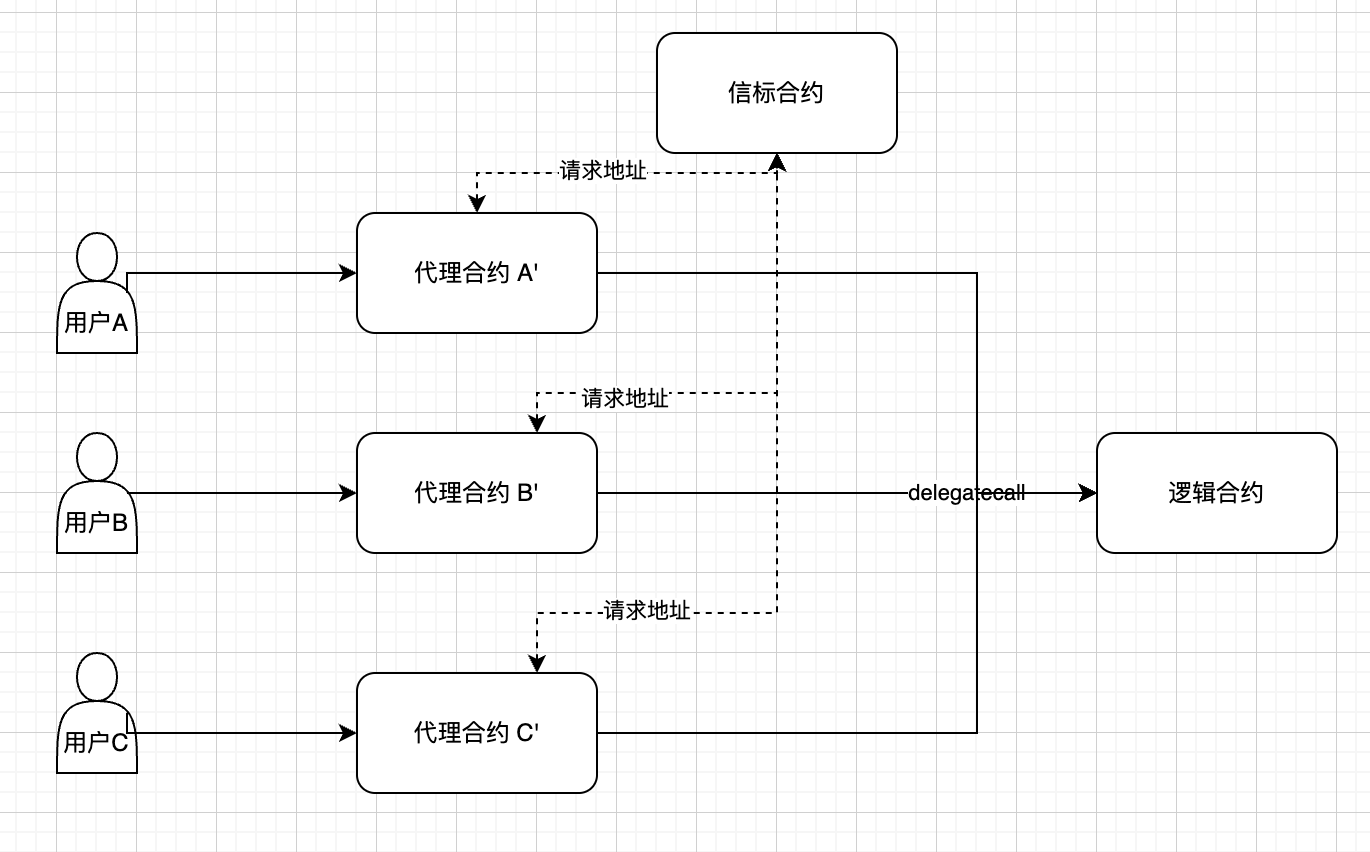 信标合约
请求地址
代理合约 A'
用户A
请求地址
代理合约 B'
用户B
delegatecall
逻辑合约
请求地址
代理合约 C'
用户C